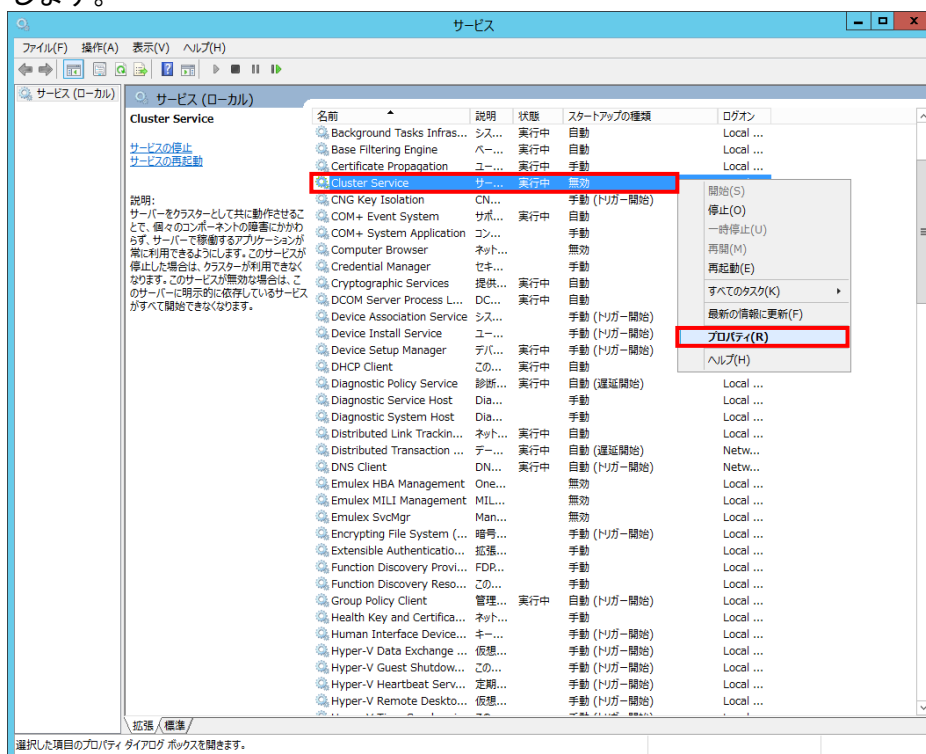 します。
サービス
ファイル(F) 操作(A) 表示(V) ヘルプ(H)
サービス (ローカル)
サービス (ローカル)
Cluster Service
サービスの停止
サービスの再起動
説明:
サーバーをクラスターとして共に動作させるこ
とで、個々のコンポーネントの障害にかかわ
らず、サーバーで稼働するアプリケーションが
常に利用できるようにします。このサービスが
停止した場合は、クラスターが利用できなく
なります。このサービスが無効な場合は、こ
のサーバーに明示的に依存しているサービス
がすべて開始できなくなります。
名前 説明 状態 スタートアップの種類 ログオン
Background Tasks Infras... シス... 実行中 自動 Local ...
Base Filtering Engine ベー... 実行中 自動 Local ...
Certificate Propagation ユー... 実行中 手動 Local ...
Cluster Service サー... 実行中 無効
CNG Key Isolation CN... 手動 (トリガー開始)
COM+ Event System サポ... 実行中 自動
COM+ System Application コン... 手動
Computer Browser ネット... 無効
Credential Manager セキ... 手動
Cryptographic Services 提供... 実行中 自動
DCOM Server Process L... DC... 実行中 自動
Device Association Service シス... 手動 (トリガー開始)
Device Install Service ユー... 手動 (トリガー開始)
Device Setup Manager デバ... 実行中 手動 (トリガー開始)
DHCP Client この... 実行中 自動
Diagnostic Policy Service 診断... 実行中 自動 (遅延開始) Local ...
Diagnostic Service Host Dia... 手動 Local ...
Diagnostic System Host Dia... 手動 Local ...
Distributed Link Trackin... ネット... 実行中 自動 Local ...
Distributed Transaction ... デー... 実行中 自動 (遅延開始) Netw...
DNS Client DN... 実行中 自動 (トリガー開始) Netw...
Emulex HBA Management One... 無効 Local ...
Emulex MILI Management MIL... 無効 Local ...
Emulex SvcMgr Man... 無効 Local ...
Encrypting File System (... 暗号... 手動 (トリガー開始) Local ...
Extensible Authenticatio... 拡張... 手動 Local ...
Function Discovery Provi... FDP... 手動 Local ...
Function Discovery Reso... この... 手動 Local ...
Group Policy Client 管理... 実行中 自動 (トリガー開始) Local ...
Health Key and Certifica... ネット... 手動 Local ...
Human Interface Device... キー... 手動 (トリガー開始) Local ...
Hyper-V Data Exchange ... 仮想... 手動 (トリガー開始) Local ...
Hyper-V Guest Shutdow... この... 手動 (トリガー開始) Local ...
Hyper-V Heartbeat Serv... 定期... 手動 (トリガー開始) Local ...
Hyper-V Remote Deskto... 仮想... 手動 (トリガー開始) Local ...
開始(S)
停止(O)
一時停止(U)
再開(M)
再起動(E)
すべてのタスク(K)
最新の情報に更新(F)
プロパティ(R)
ヘルプ(H)
拡張 標準
選択した項目のプロパティ ダイアログ ボックスを開きます。